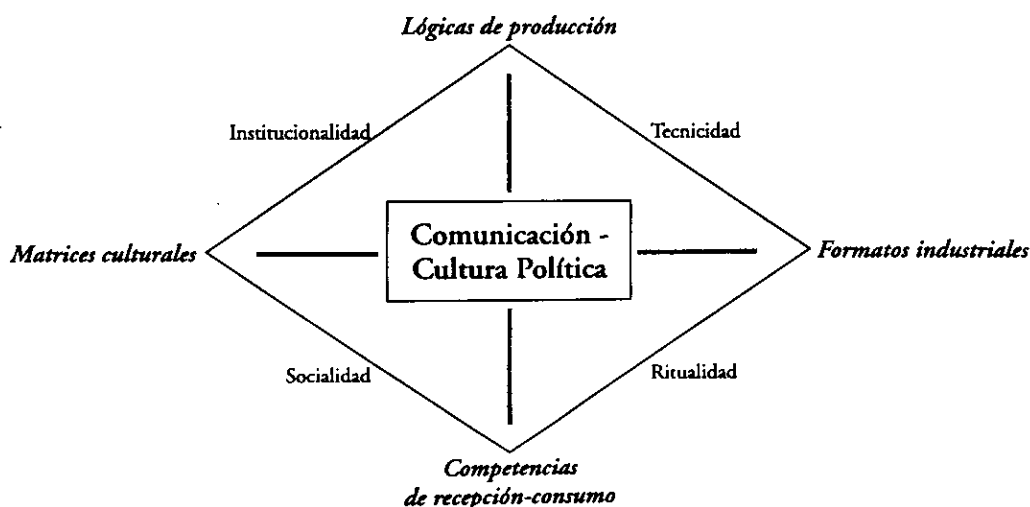 Lógicas de producción
Institucionalidad
Tecnicidad
Matrices culturales
Comunicación -
Cultura Política
Formatos industriales
Socialidad
Ritualidad
Competencias
de recepción-consumo